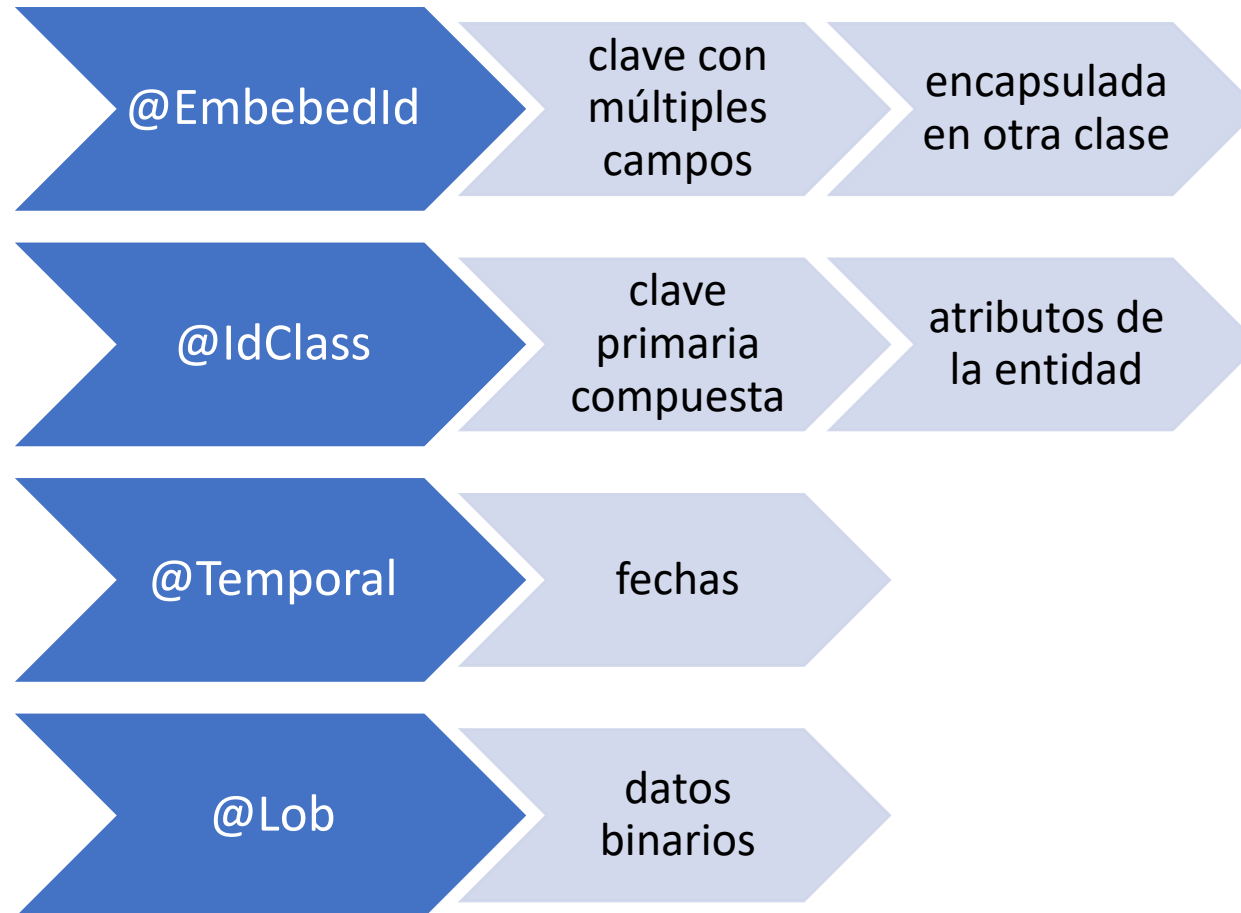 @EmbebedId
clave con
múltiples
campos
encapsulada
en otra clase
@IdClass
clave
primaria
compuesta
atributos de
la entidad
@Temporal
fechas
@Lob
datos
binarios